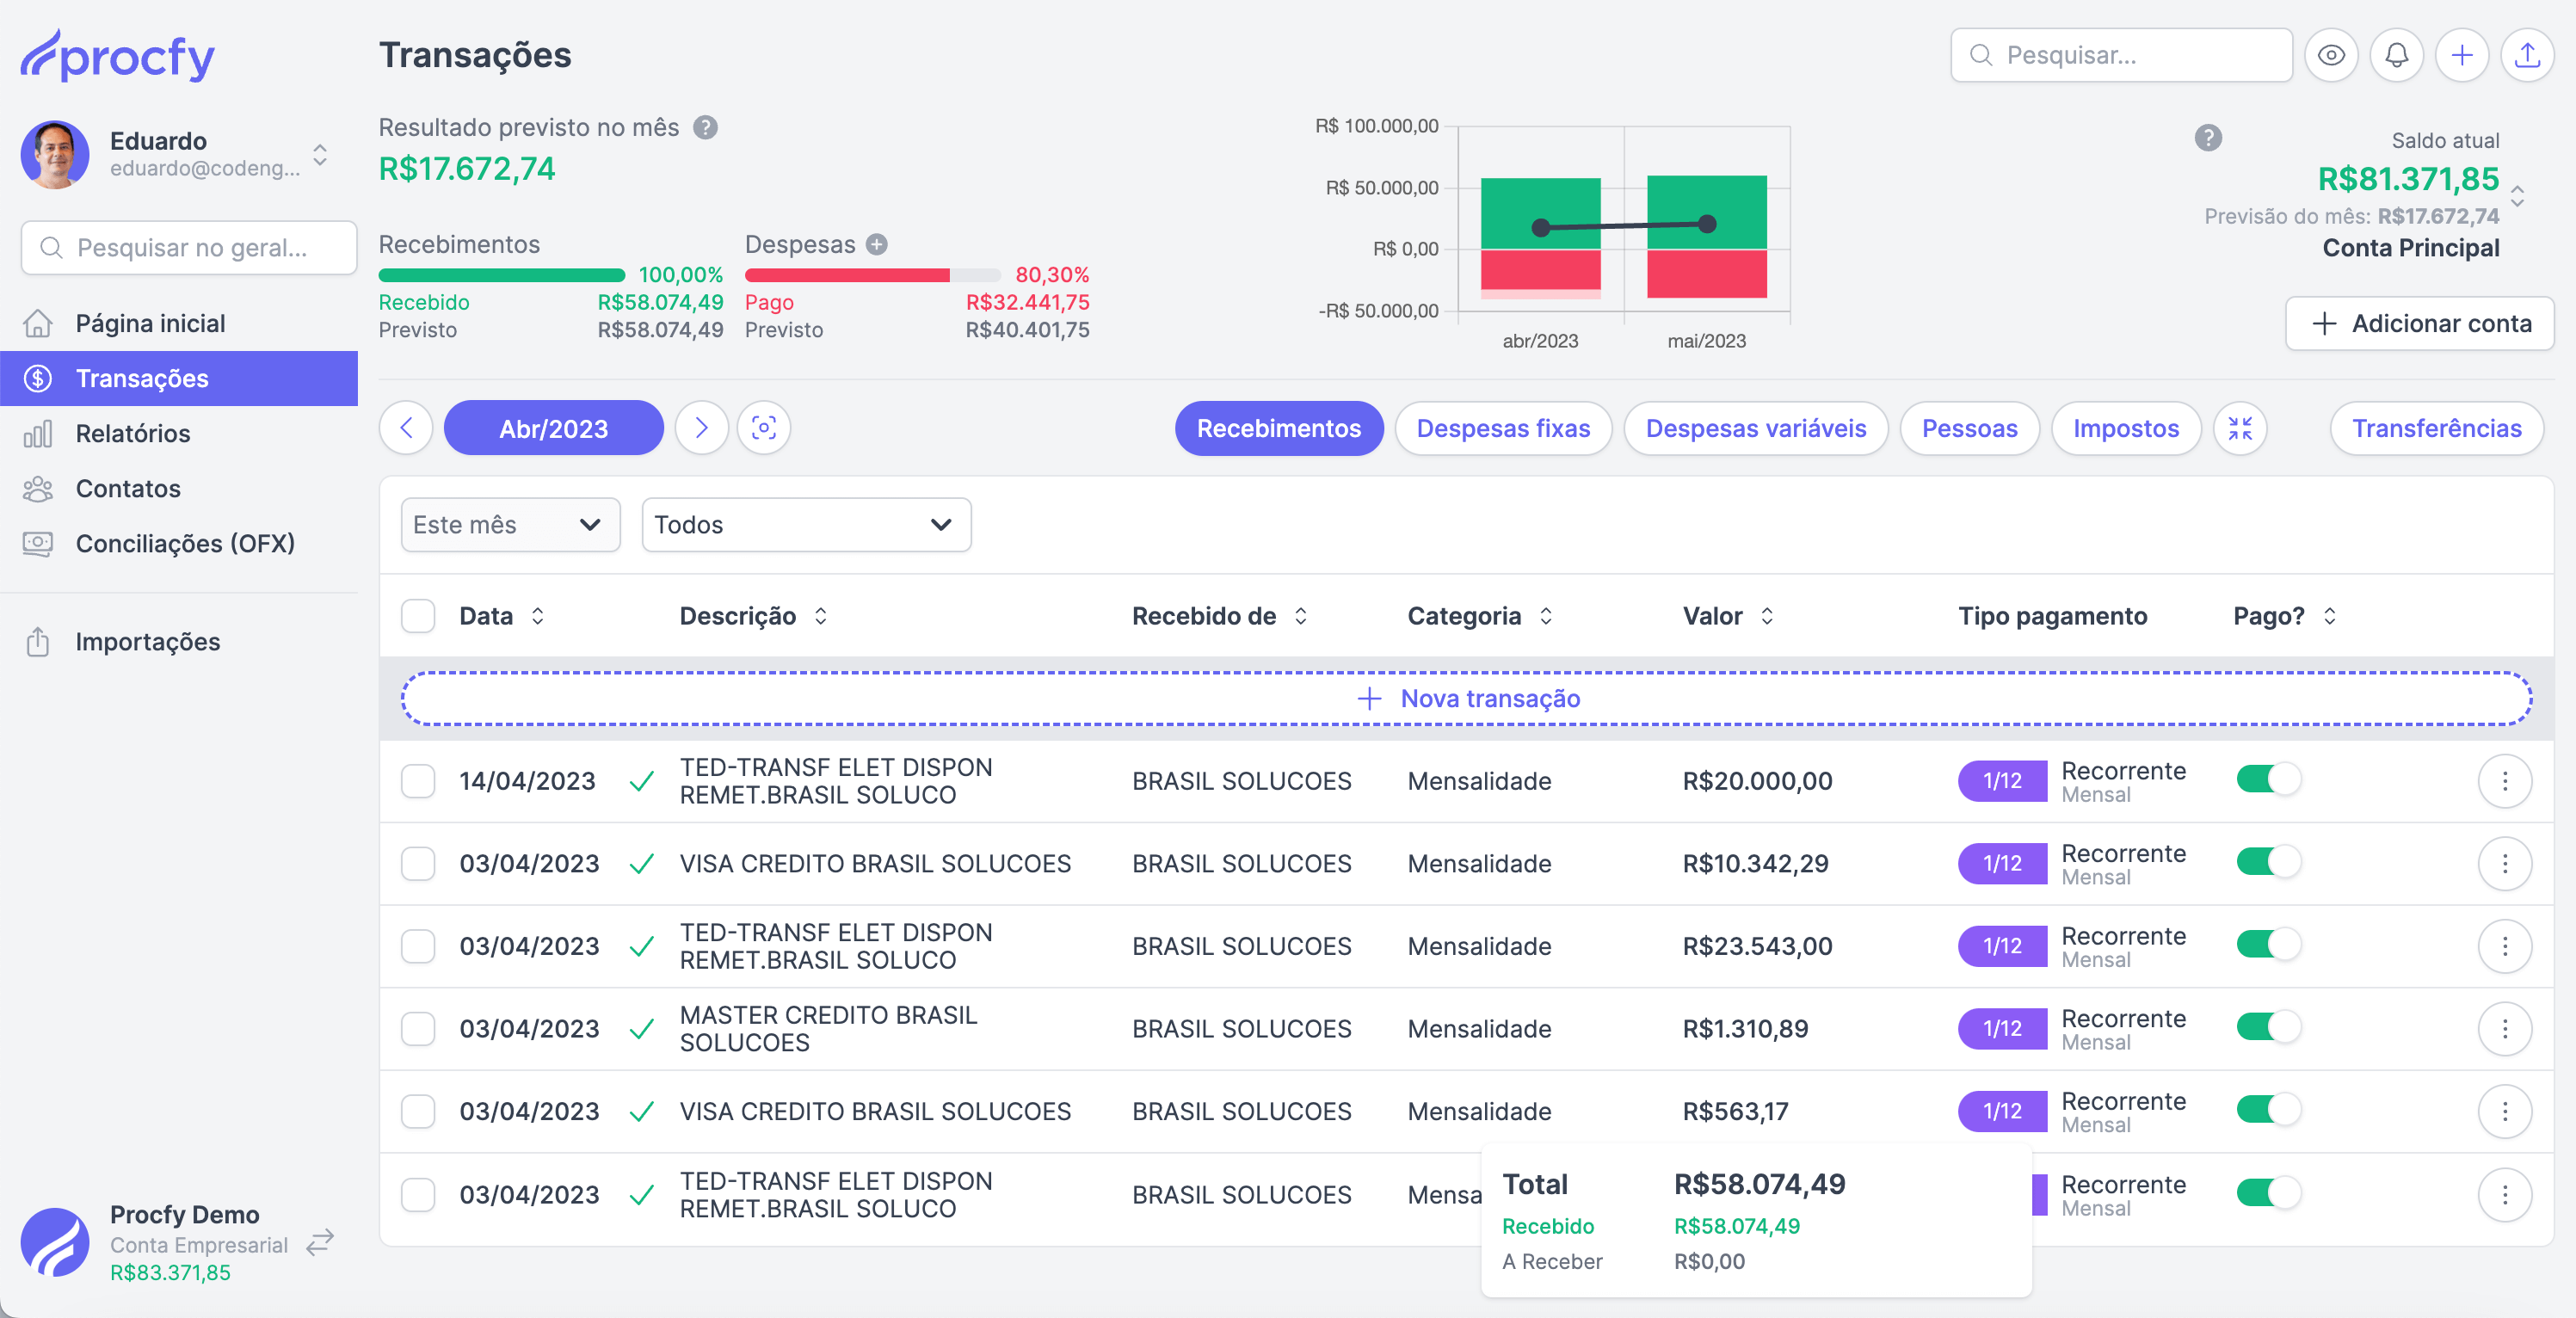 procfy
Eduardo
eduardo@codeng...
Pesquisar no geral...
Página inicial
Transações
Relatórios
Contatos
Conciliações (OFX)
Importações
Procfy Demo
Conta Empresarial
R$83.371,85
Transações
Pesquisar...
Resultado previsto no mês ?
R$17.672,74
Recebimentos
100,00%
Recebido R$58.074,49
Previsto R$58.074,49
Despesas
80,30%
Pago R$32.441,75
Previsto R$40.401,75
R$ 100.000,00
R$ 50.000,00
R$ 0,00
-R$ 50.000,00
abr/2023 mai/2023
? Saldo atual
R$81.371,85
Previsão do mês: R$17.672,74
Conta Principal
Adicionar conta
Abr/2023
Recebimentos Despesas fixas Despesas variáveis Pessoas Impostos Transferências
Este mês Todos
Data Descrição Recebido de Categoria Valor Tipo pagamento Pago?
Nova transação
14/04/2023 TED-TRANSF ELET DISPON REMET.BRASIL SOLUCO BRASIL SOLUCOES Mensalidade R$20.000,00 1/12 Recorrente Mensal
03/04/2023 VISA CREDITO BRASIL SOLUCOES BRASIL SOLUCOES Mensalidade R$10.342,29 1/12 Recorrente Mensal
03/04/2023 TED-TRANSF ELET DISPON REMET.BRASIL SOLUCO BRASIL SOLUCOES Mensalidade R$23.543,00 1/12 Recorrente Mensal
03/04/2023 MASTER CREDITO BRASIL SOLUCOES BRASIL SOLUCOES Mensalidade R$1.310,89 1/12 Recorrente Mensal
03/04/2023 VISA CREDITO BRASIL SOLUCOES BRASIL SOLUCOES Mensalidade R$563,17 1/12 Recorrente Mensal
03/04/2023 TED-TRANSF ELET DISPON REMET.BRASIL SOLUCO BRASIL SOLUCOES Mensa Recorrente Mensal
Total R$58.074,49
Recebido R$58.074,49
A Receber R$0,00